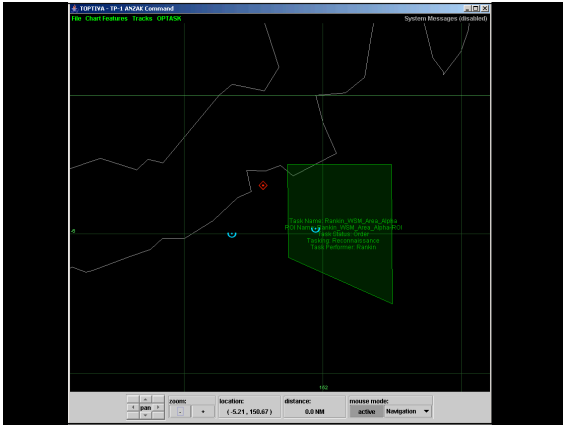 TOPTIVA - TP-1 ANZAK Command
File Chart Features Tracks OPTASK System Messages (disabled)
Task Name: Rankin_WSM_Area_Alpha
ROI Name: Rankin_WSM_Area_Alpha-ROI
Task Status: Order
Tasking: Reconnaissance
Task Performer: Rankin
-6
152
pan
zoom:
- +
location:
( -5.21 , 150.67 )
distance:
0.0 NM
mouse mode:
active Navigation